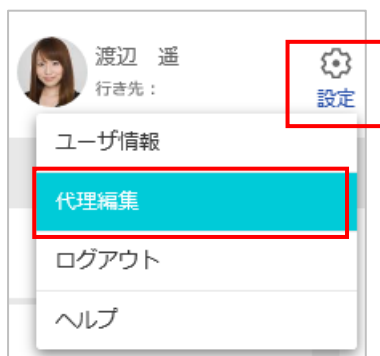 渡辺　遥
行き先：
設定
ユーザ情報
代理編集
ログアウト
ヘルプ